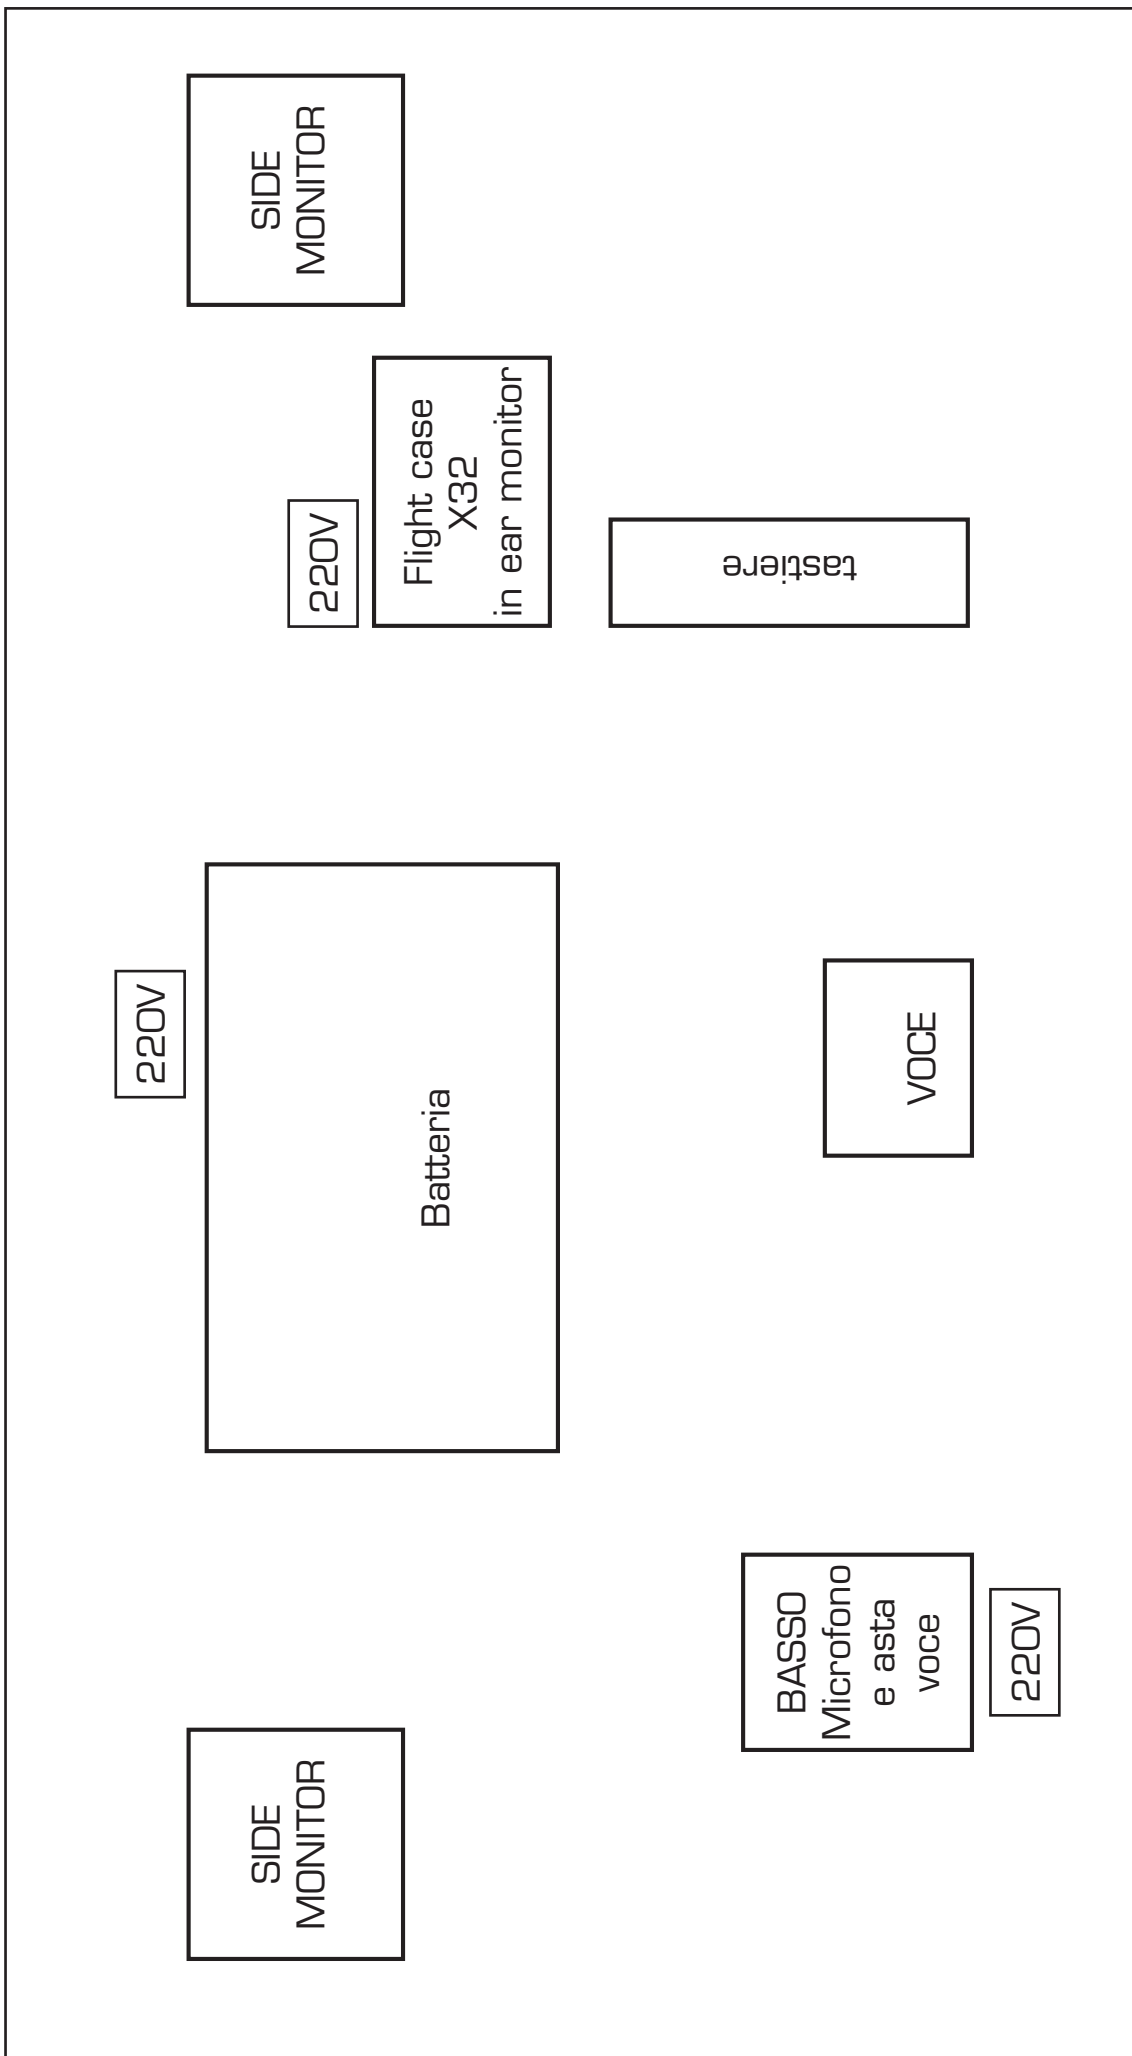 SIDE
MONITOR
220V
Flight case
X32
in ear monitor
tastiere
220V
Batteria
VOCE
BASSO
Microfono
e asta
voce
220V
SIDE
MONITOR